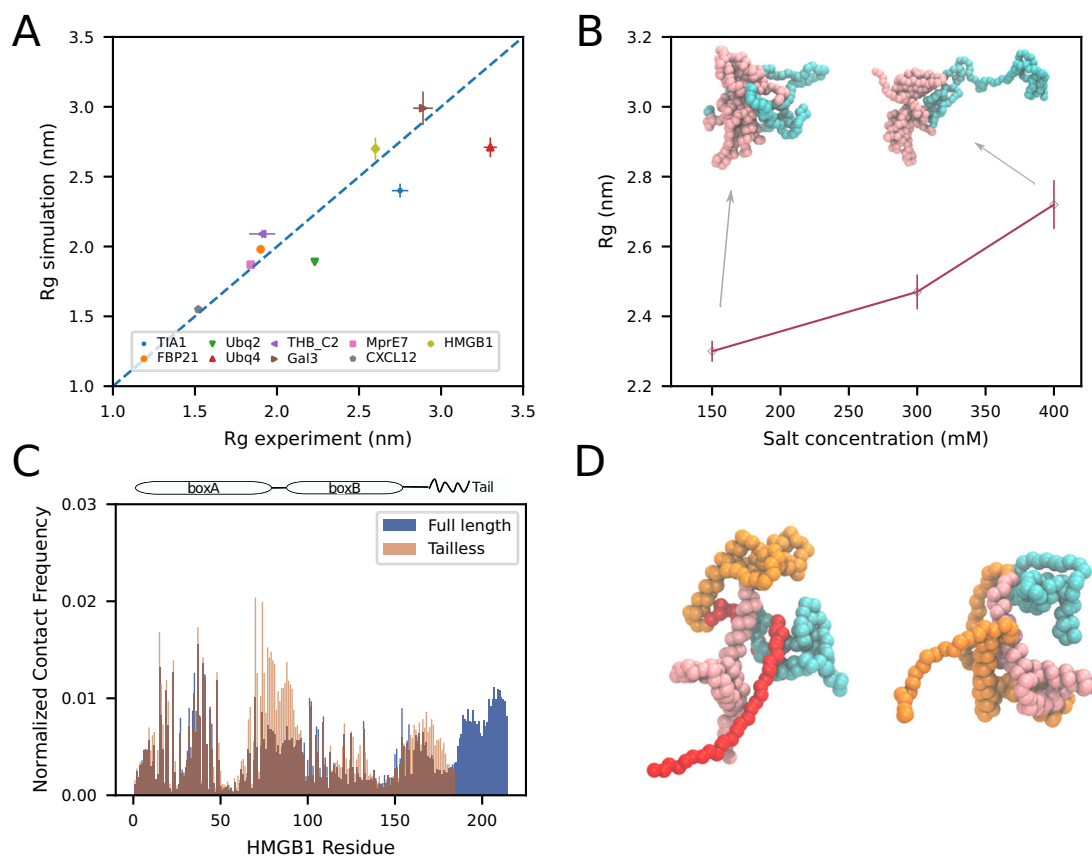 A
Rg simulation (nm)
3.5
3.0
2.5
2.0
1.5
1.0
TIA1 Ubq2 THB_C2 MprE7 HMGB1
FBP21 Ubq4 Gal3 CXCL12
1.0 1.5 2.0 2.5 3.0 3.5
Rg experiment (nm)
B
Rg (nm)
3.2
3.0
2.8
2.6
2.4
2.2
150 200 250 300 350 400
Salt concentration (mM)
C
boxA boxB Tail
Normalized Contact Frequency
0.03
0.02
0.01
0.00
Full length
Tailless
0 50 100 150 200
HMGB1 Residue
D